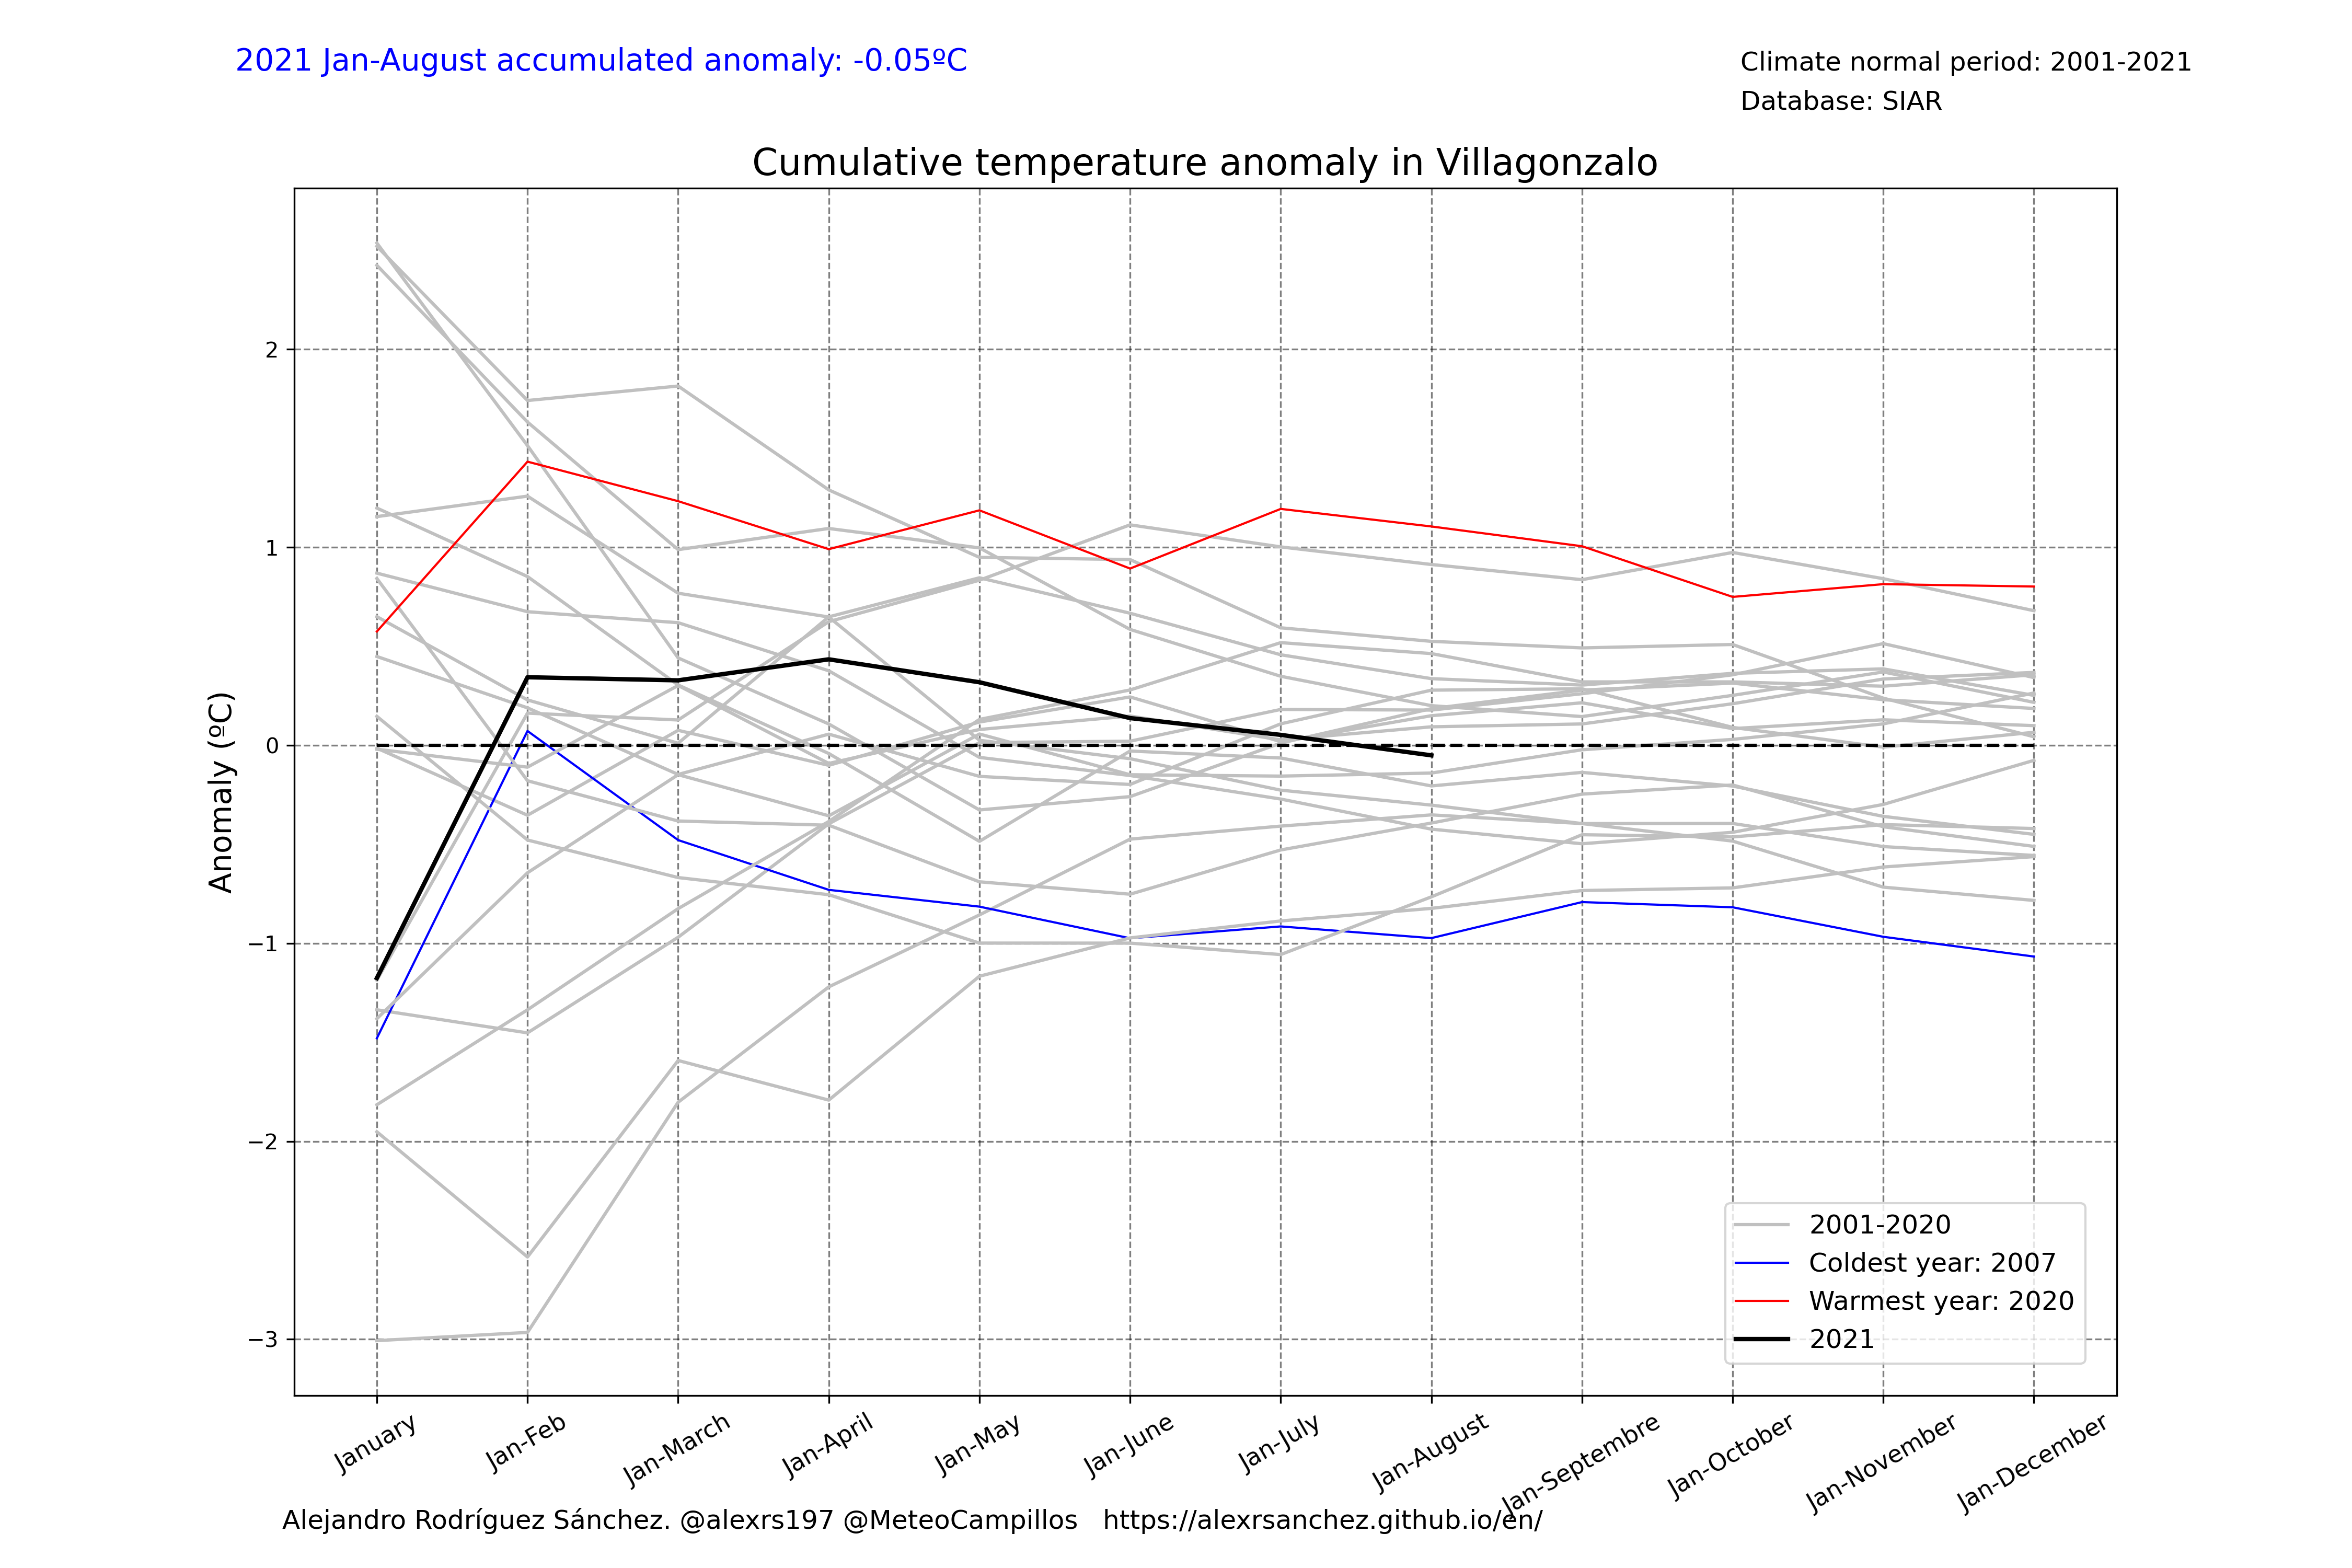 2021 Jan-August accumulated anomaly: -0.05ºC
Climate normal period: 2001-2021
Database: SIAR
Cumulative temperature anomaly in Villagonzalo
Anomaly (ºC)
2
1
0
−1
−2
−3
2001-2020
Coldest year: 2007
Warmest year: 2020
2021
January
Jan-Feb
Jan-March
Jan-April
Jan-May
Jan-June
Jan-July
Jan-August
Jan-Septembre
Jan-October
Jan-November
Jan-December
Alejandro Rodríguez Sánchez. @alexrs197 @MeteoCampillos   https://alexrsanchez.github.io/en/